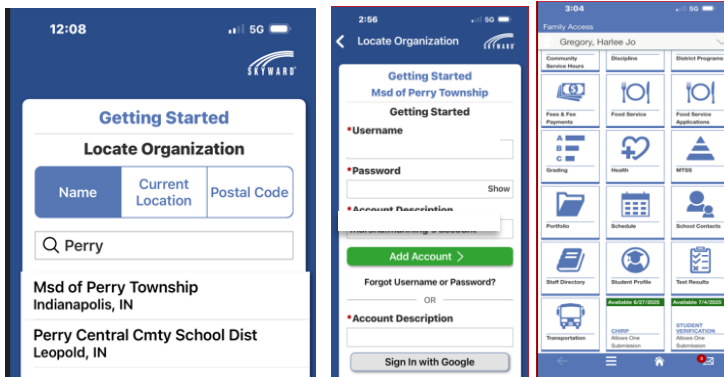 12:08
5G
SKYWARD
Getting Started
Locate Organization
Name
Current
Location
Postal Code
Perry
Msd of Perry Township
Indianapolis, IN
Perry Central Cmty School Dist
Leopold, IN
2:56
5G
Locate Organization
SKYWARD
Getting Started
Msd of Perry Township
Getting Started
*Username
*Password
Show
*Account Description
Add Account
Forgot Username or Password?
OR
*Account Description
Sign In with Google
3:04
5G
Family Access
Gregory, Harlee Jo
Community
Service Hours
Discipline
District Programs
Fees & Fee
Payments
Food Service
Food Service
Applications
A
B
C
Grading
Health
MTSS
Portfolio
Schedule
School Contacts
Staff Directory
Student Profile
Test Results
Transportation
Available 6/27/2025
CHIRP
Allows One
Submission
Available 7/4/2025
STUDENT
VERIFICATION
Allows One
Submission